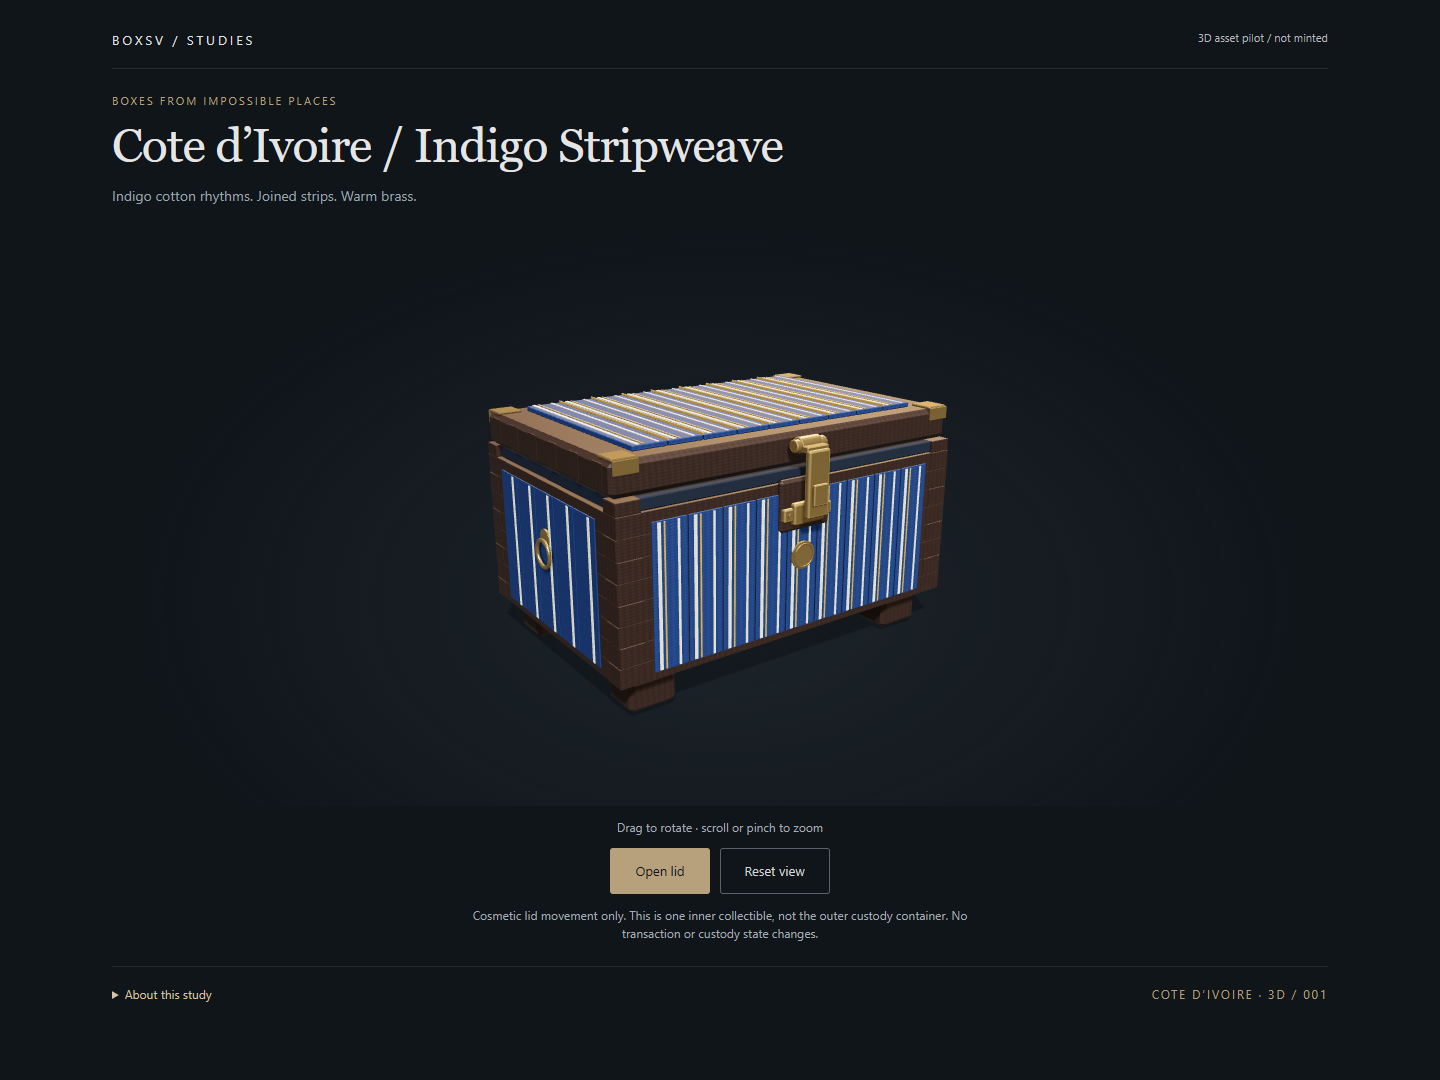 BOXSV / STUDIES
3D asset pilot / not minted
BOXES FROM IMPOSSIBLE PLACES
Cote d’Ivoire / Indigo Stripweave
Indigo cotton rhythms. Joined strips. Warm brass.
Drag to rotate · scroll or pinch to zoom
Open lid
Reset view
Cosmetic lid movement only. This is one inner collectible, not the outer custody container. No
transaction or custody state changes.
About this study
COTE D’IVOIRE · 3D / 001